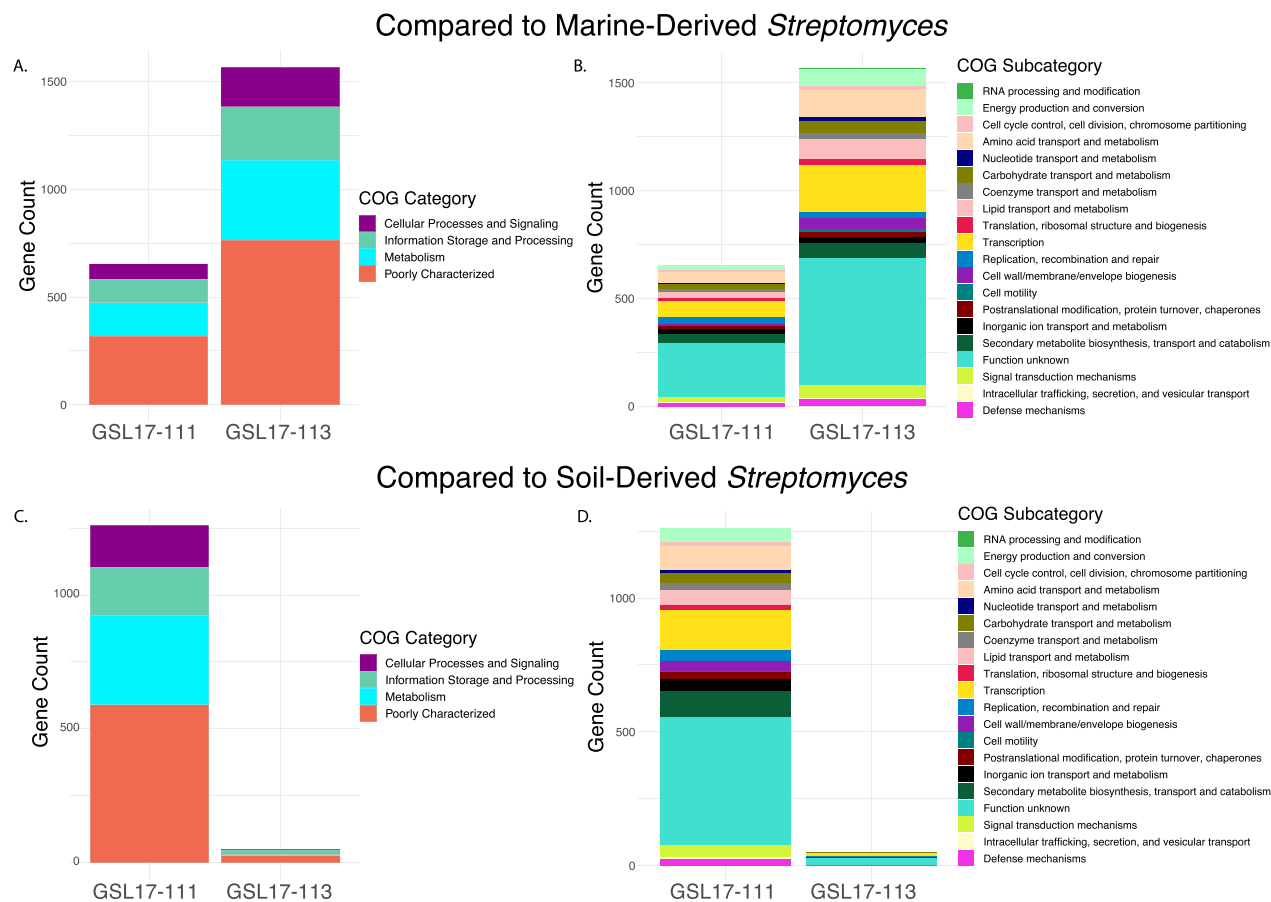 Compared to Marine-Derived Streptomyces
A.
1500
1000
500
0
Gene Count
GSL17-111
GSL17-113
COG Category
Cellular Processes and Signaling
Information Storage and Processing
Metabolism
Poorly Characterized
B.
1500
1000
500
0
Gene Count
GSL17-111
GSL17-113
COG Subcategory
RNA processing and modification
Energy production and conversion
Cell cycle control, cell division, chromosome partitioning
Amino acid transport and metabolism
Nucleotide transport and metabolism
Carbohydrate transport and metabolism
Coenzyme transport and metabolism
Lipid transport and metabolism
Translation, ribosomal structure and biogenesis
Transcription
Replication, recombination and repair
Cell wall/membrane/envelope biogenesis
Cell motility
Postranslational modification, protein turnover, chaperones
Inorganic ion transport and metabolism
Secondary metabolite biosynthesis, transport and catabolism
Function unknown
Signal transduction mechanisms
Intracellular trafficking, secretion, and vesicular transport
Defense mechanisms
Compared to Soil-Derived Streptomyces
C.
1000
500
0
Gene Count
GSL17-111
GSL17-113
COG Category
Cellular Processes and Signaling
Information Storage and Processing
Metabolism
Poorly Characterized
D.
1000
500
0
Gene Count
GSL17-111
GSL17-113
COG Subcategory
RNA processing and modification
Energy production and conversion
Cell cycle control, cell division, chromosome partitioning
Amino acid transport and metabolism
Nucleotide transport and metabolism
Carbohydrate transport and metabolism
Coenzyme transport and metabolism
Lipid transport and metabolism
Translation, ribosomal structure and biogenesis
Transcription
Replication, recombination and repair
Cell wall/membrane/envelope biogenesis
Cell motility
Postranslational modification, protein turnover, chaperones
Inorganic ion transport and metabolism
Secondary metabolite biosynthesis, transport and catabolism
Function unknown
Signal transduction mechanisms
Intracellular trafficking, secretion, and vesicular transport
Defense mechanisms